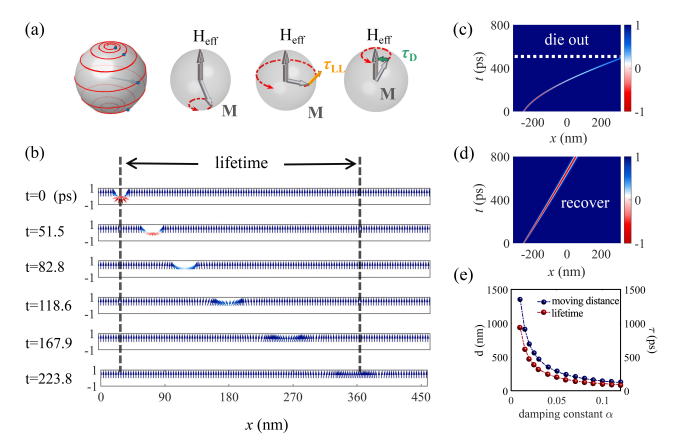 (a)
H_eff
M
H_eff
τ_LL
M
H_eff
τ_D
M
(b)
lifetime
t=0 (ps)
1
-1
t=51.5
1
-1
t=82.8
1
-1
t=118.6
1
-1
t=167.9
1
-1
t=223.8
1
-1
0
90
180
270
360
450
x (nm)
(c)
800
400
0
t (ps)
die out
-200
0
200
x (nm)
1
0
-1
(d)
800
400
0
t (ps)
recover
-200
0
200
x (nm)
1
0
-1
(e)
1500
1000
500
0
d (nm)
moving distance
lifetime
1500
1000
500
0
τ (ps)
0
0.05
0.1
damping constant α